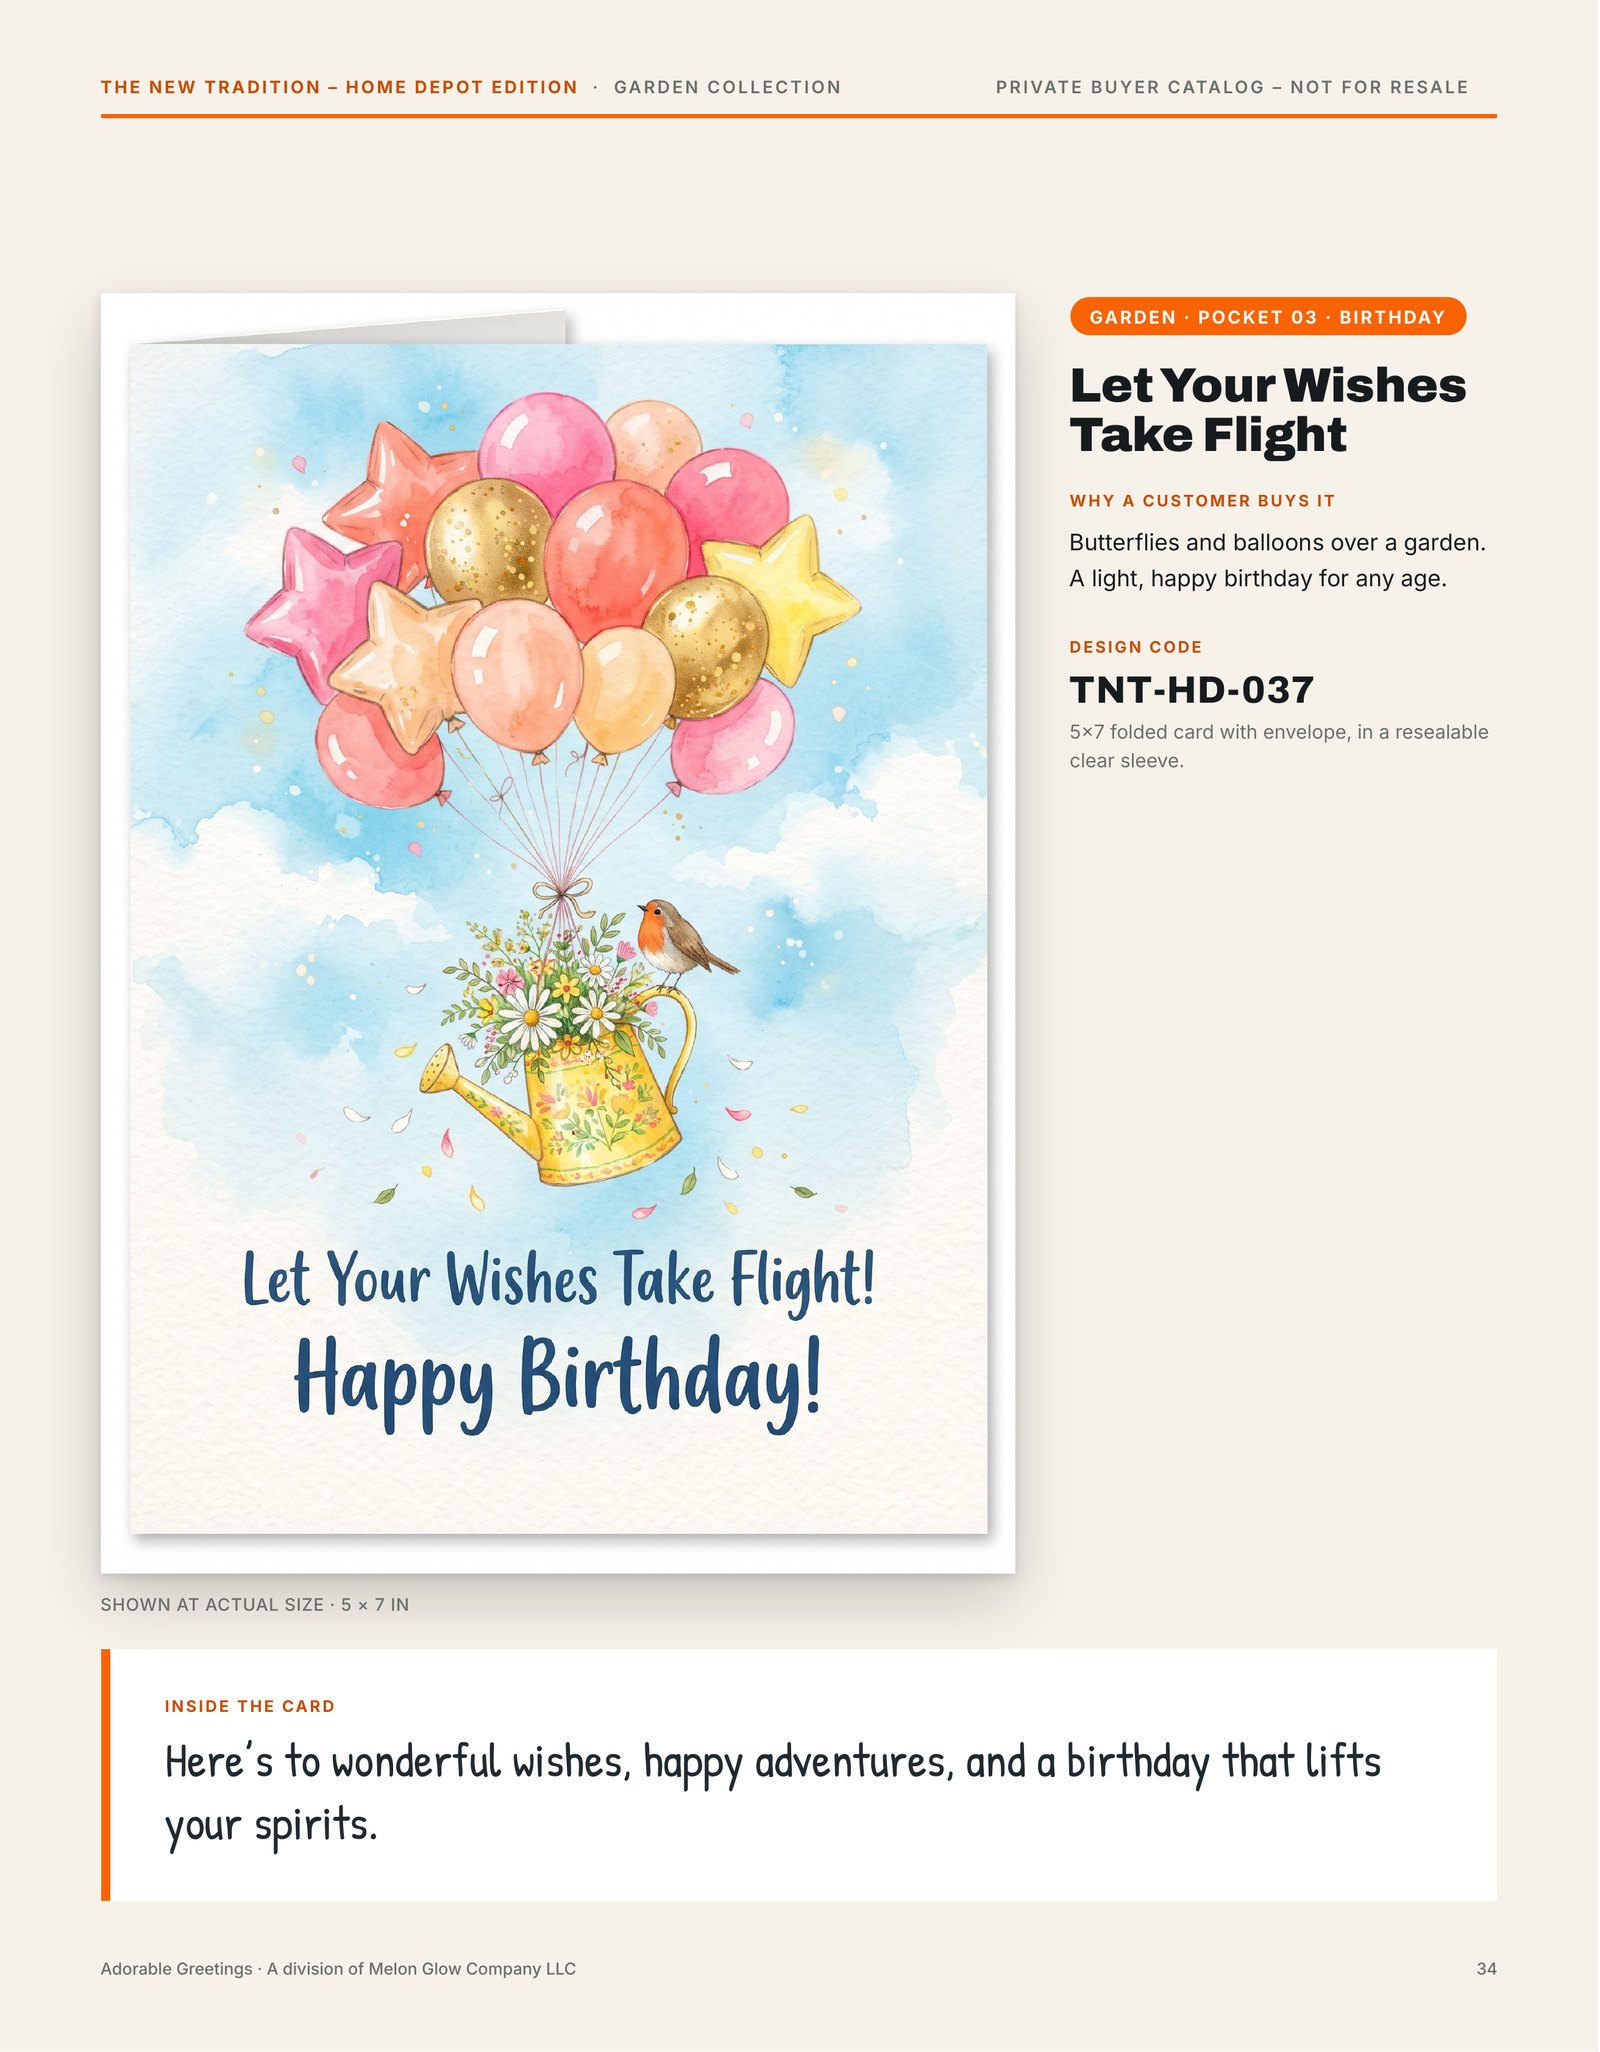 THE NEW TRADITION – HOME DEPOT EDITION · GARDEN COLLECTION
PRIVATE BUYER CATALOG – NOT FOR RESALE
Let Your Wishes Take Flight!
Happy Birthday!
SHOWN AT ACTUAL SIZE · 5 × 7 IN
GARDEN · POCKET 03 · BIRTHDAY
Let Your Wishes
Take Flight
WHY A CUSTOMER BUYS IT
Butterflies and balloons over a garden.
A light, happy birthday for any age.
DESIGN CODE
TNT-HD-037
5×7 folded card with envelope, in a resealable
clear sleeve.
INSIDE THE CARD
Here's to wonderful wishes, happy adventures, and a birthday that lifts
your spirits.
Adorable Greetings · A division of Melon Glow Company LLC
34